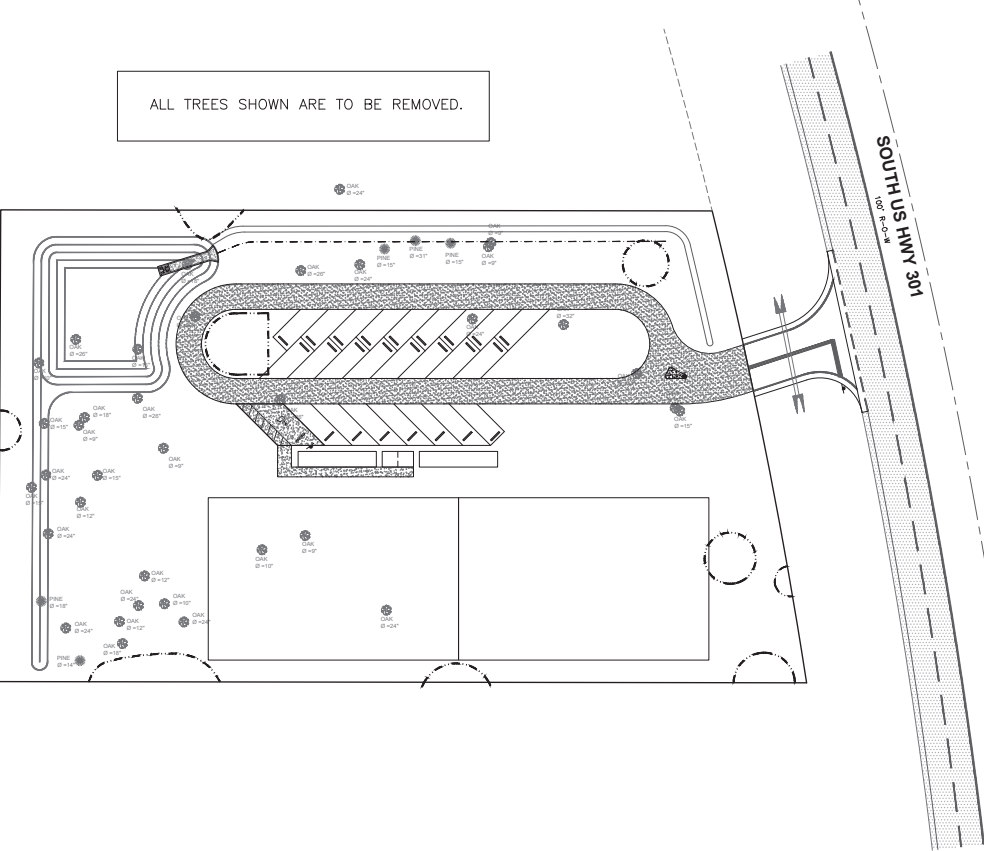 ALL TREES SHOWN ARE TO BE REMOVED.
SOUTH US HWY 301
100' R-O-W
OAK
Ø =24"
OAK
Ø =9"
PINE
Ø =31"
PINE
Ø =15"
PINE
Ø =15"
OAK
Ø =9"
OAK
Ø =28"
OAK
Ø =24"
Ø =32"
OAK
Ø =26"
OAK
Ø =26"
OAK
Ø =18"
OAK
Ø =15"
OAK
Ø =9"
OAK
Ø =15"
OAK
Ø =9"
OAK
Ø =24"
OAK
Ø =15"
OAK
OAK
Ø =12"
OAK
Ø =24"
OAK
Ø =9"
OAK
Ø =10"
OAK
Ø =12"
PINE
Ø =18"
OAK
Ø =24"
OAK
Ø =10"
OAK
Ø =24"
OAK
Ø =24"
OAK
Ø =12"
OAK
Ø =24"
OAK
Ø =18"
PINE
Ø =14"